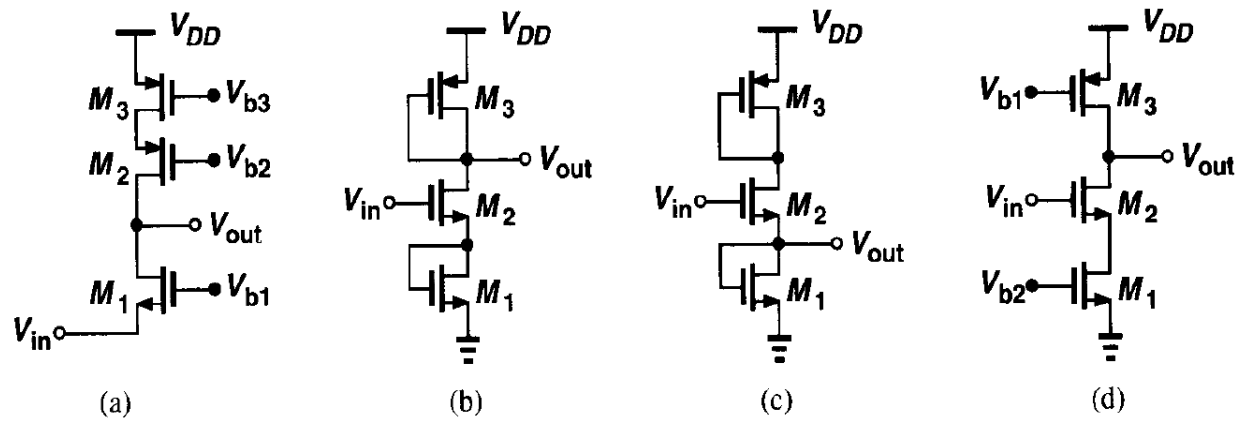 V_DD
M_3
V_b3
M_2
V_b2
V_out
M_1
V_b1
V_in
(a)
V_DD
M_3
V_out
V_in
M_2
M_1
(b)
V_DD
M_3
V_in
M_2
V_out
M_1
(c)
V_DD
V_b1
M_3
V_out
V_in
M_2
V_b2
M_1
(d)